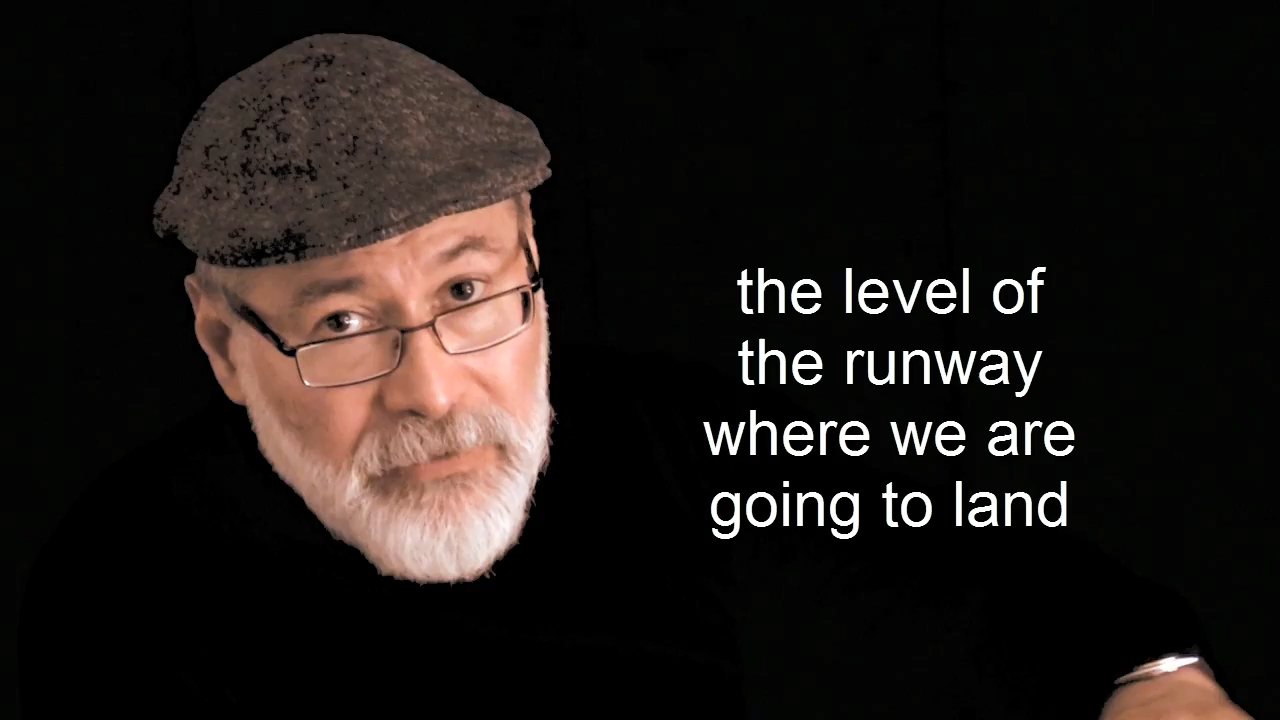 the level of
the runway
where we are
going to land